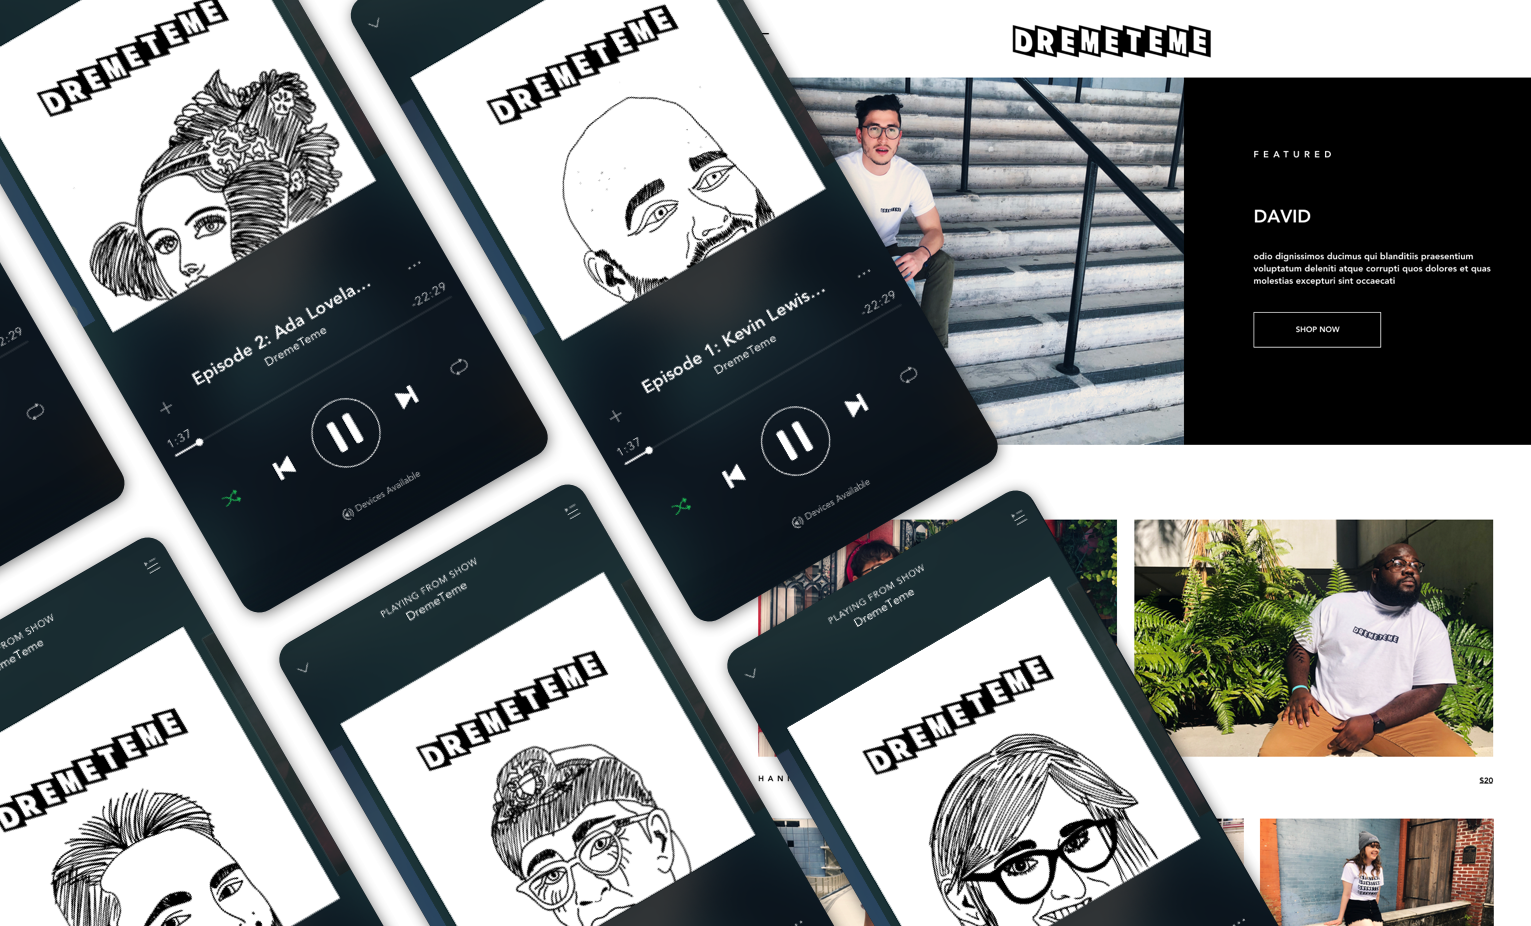 DREMETEME
Episode 2: Ada Lovela...
DremeTeme
1:37
-22:29
Devices Available
DREMETEME
Episode 1: Kevin Lewis...
DremeTeme
1:37
-22:29
Devices Available
2:29
DREMETEME
DREMETEME
FEATURED
DAVID
odio dignissimos ducimus qui blanditiis praesentium
voluptatum deleniti atque corrupti quos dolores et quas
molestias excepturi sint occaecati
SHOP NOW
ROM SHOW
meTeme
DREMETEME
PLAYING FROM SHOW
DremeTeme
DREMETEME
PLAYING FROM SHOW
DremeTeme
DREMETEME
DREMETEME
HAN
$20